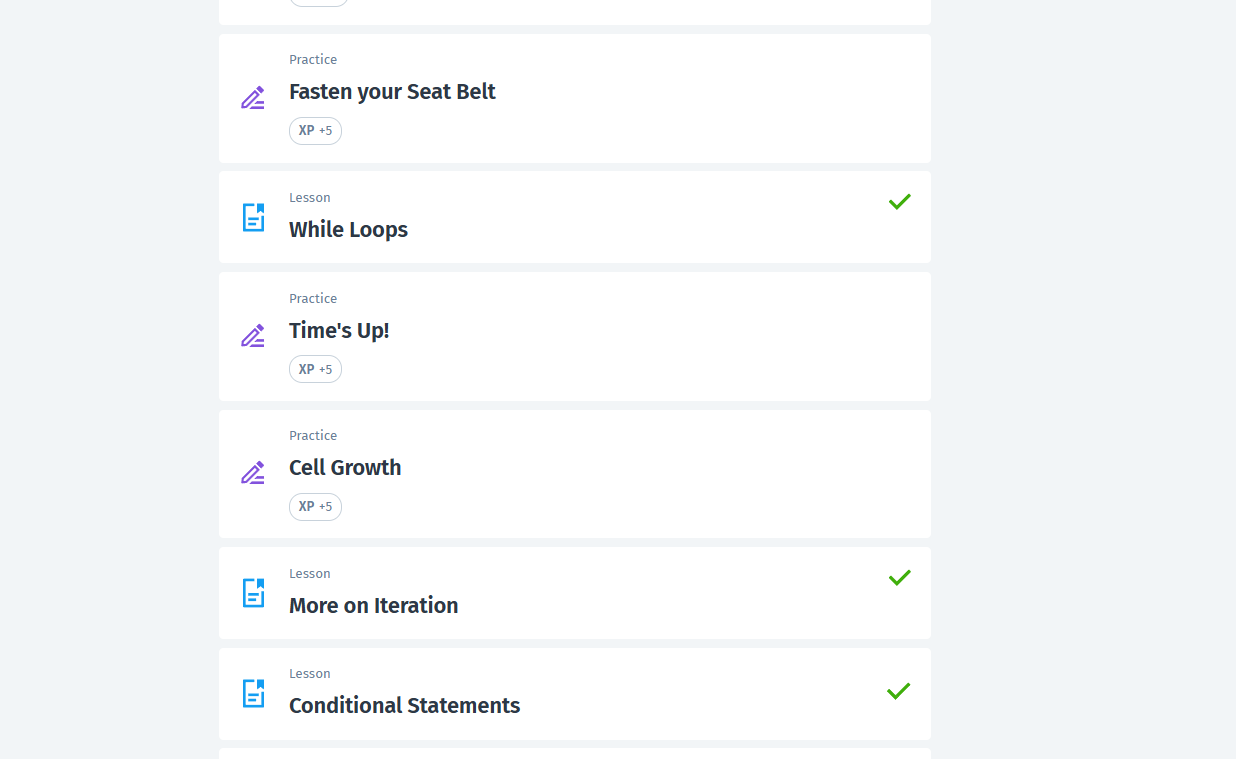 Practice
Fasten your Seat Belt
XP +5
Lesson
While Loops
Practice
Time's Up!
XP +5
Practice
Cell Growth
XP +5
Lesson
More on Iteration
Lesson
Conditional Statements